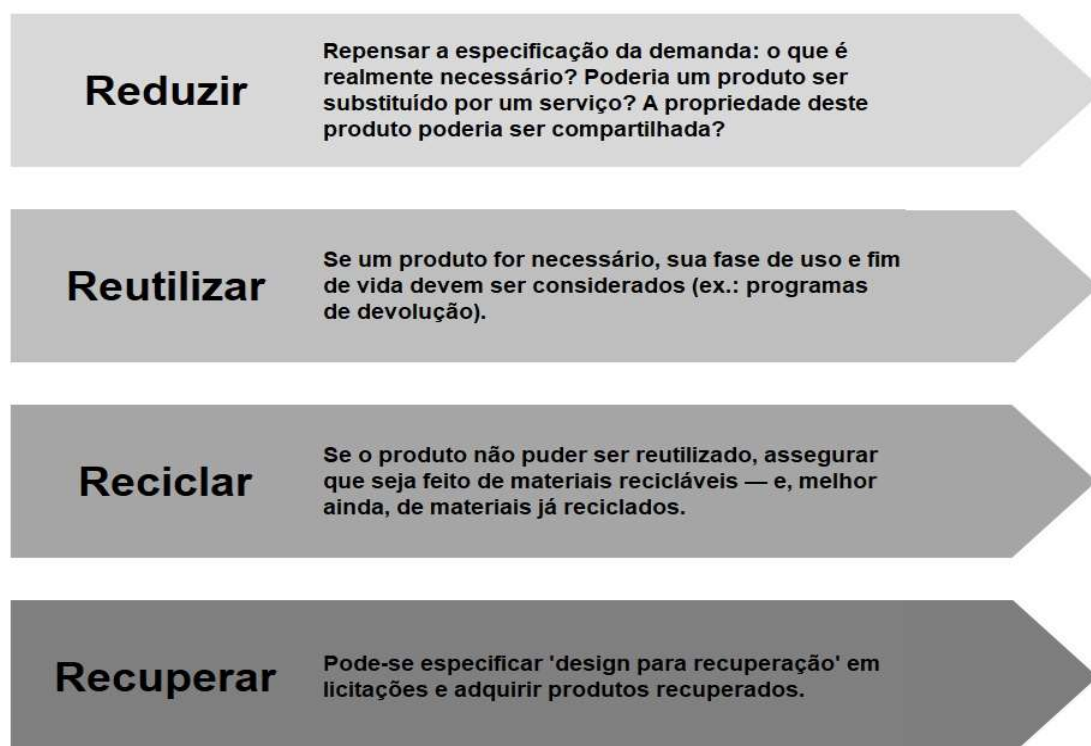 Reduzir
Repensar a especificação da demanda: o que é
realmente necessário? Poderia um produto ser
substituído por um serviço? A propriedade deste
produto poderia ser compartilhada?
Reutilizar
Se um produto for necessário, sua fase de uso e fim
de vida devem ser considerados (ex.: programas
de devolução).
Reciclar
Se o produto não puder ser reutilizado, assegurar
que seja feito de materiais recicláveis — e, melhor
ainda, de materiais já reciclados.
Recuperar
Pode-se especificar 'design para recuperação' em
licitações e adquirir produtos recuperados.